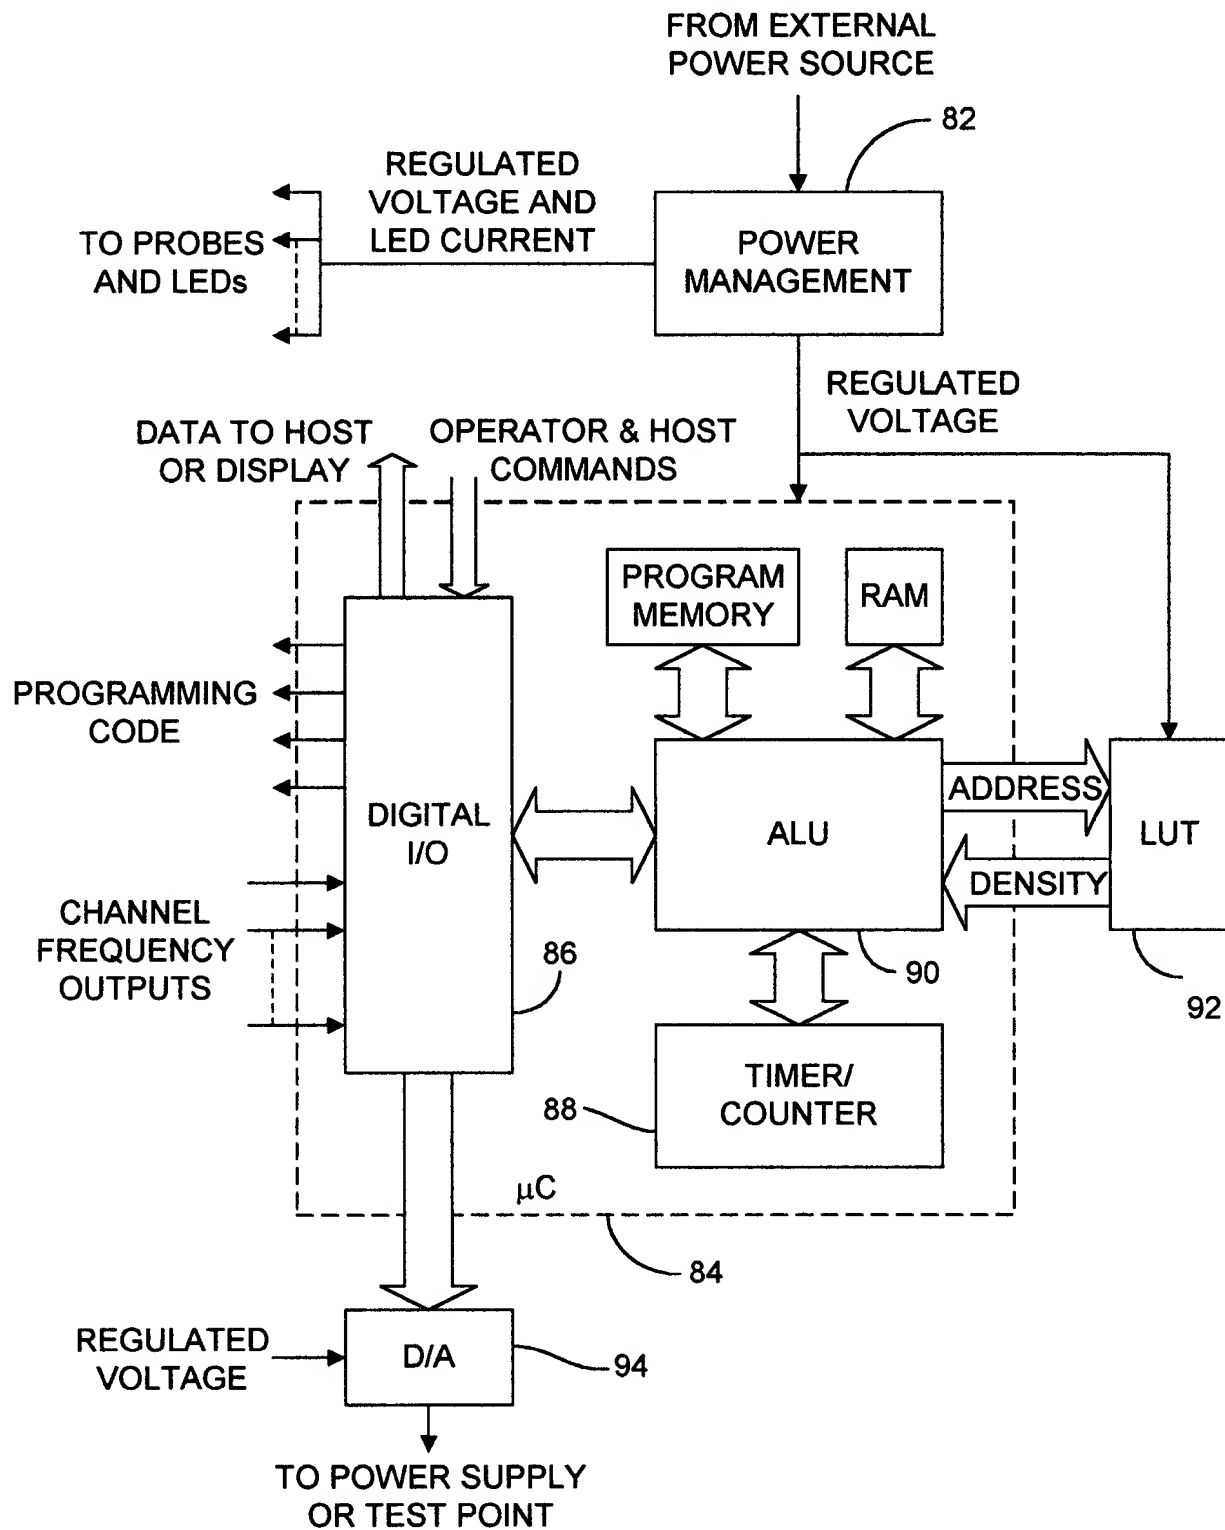 FROM EXTERNAL
POWER SOURCE
82
REGULATED
VOLTAGE AND
LED CURRENT
TO PROBES
AND LEDs
POWER
MANAGEMENT
REGULATED
VOLTAGE
DATA TO HOST
OR DISPLAY
OPERATOR & HOST
COMMANDS
PROGRAM
MEMORY
RAM
PROGRAMMING
CODE
DIGITAL
I/O
ALU
ADDRESS
LUT
DENSITY
CHANNEL
FREQUENCY
OUTPUTS
86
90
92
TIMER/
COUNTER
88
µC
84
REGULATED
VOLTAGE
D/A
94
TO POWER SUPPLY
OR TEST POINT